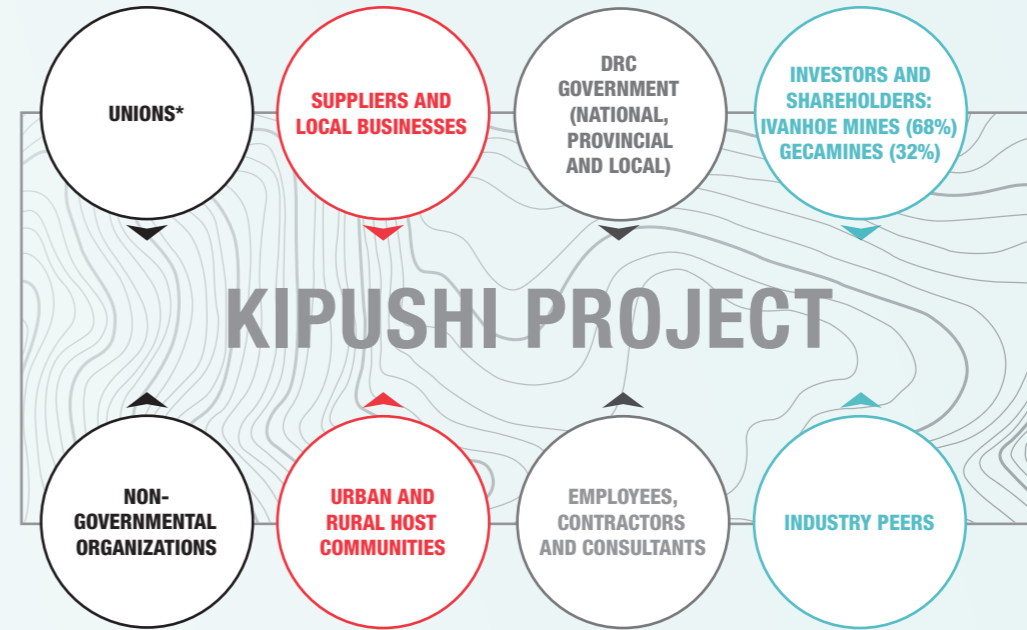 UNIONS*
SUPPLIERS AND
LOCAL BUSINESSES
DRC
GOVERNMENT
(NATIONAL,
PROVINCIAL
AND LOCAL)
INVESTORS AND
SHAREHOLDERS:
IVANHOE MINES (68%)
GECAMINES (32%)
KIPUSHI PROJECT
NON-
GOVERNMENTAL
ORGANIZATIONS
URBAN AND
RURAL HOST
COMMUNITIES
EMPLOYEES,
CONTRACTORS
AND CONSULTANTS
INDUSTRY PEERS